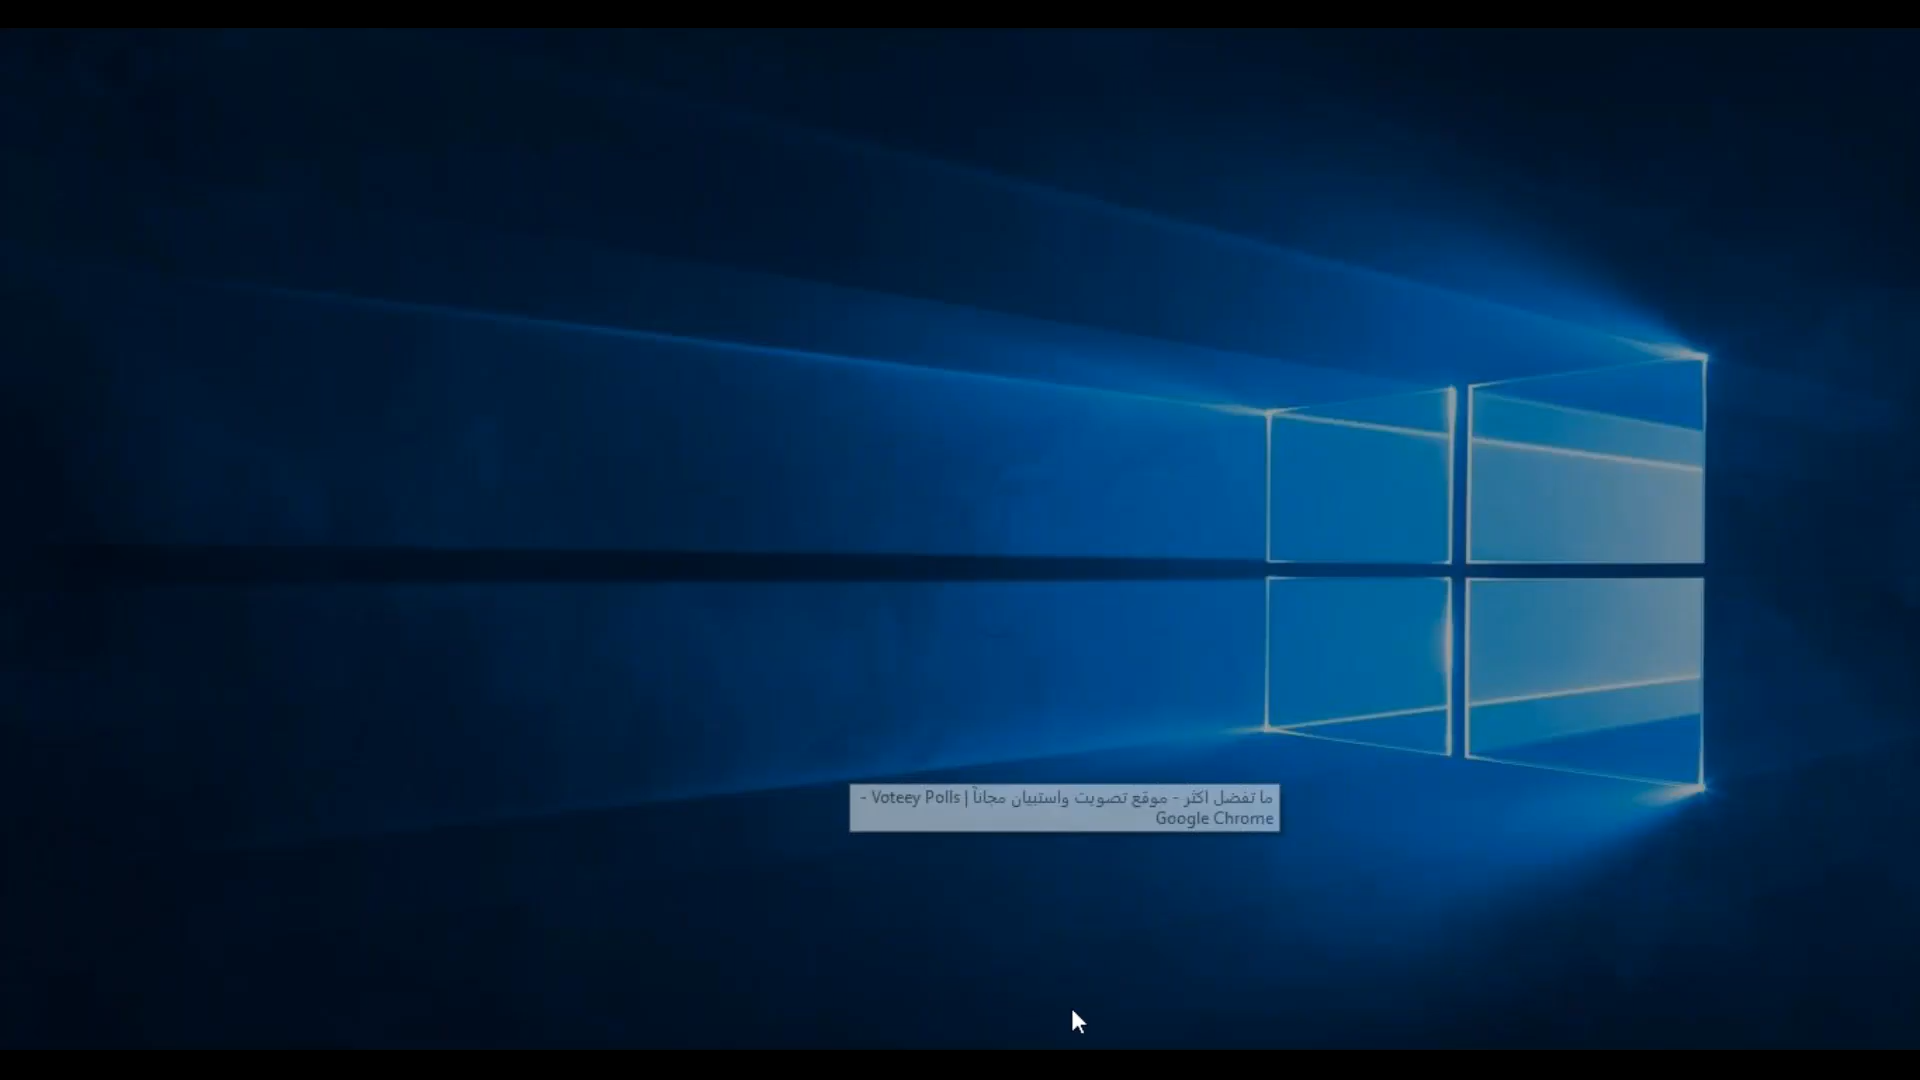 ما تفضل اكثر - موقع تصويت واستبيان مجاناً | Voteey Polls -
Google Chrome